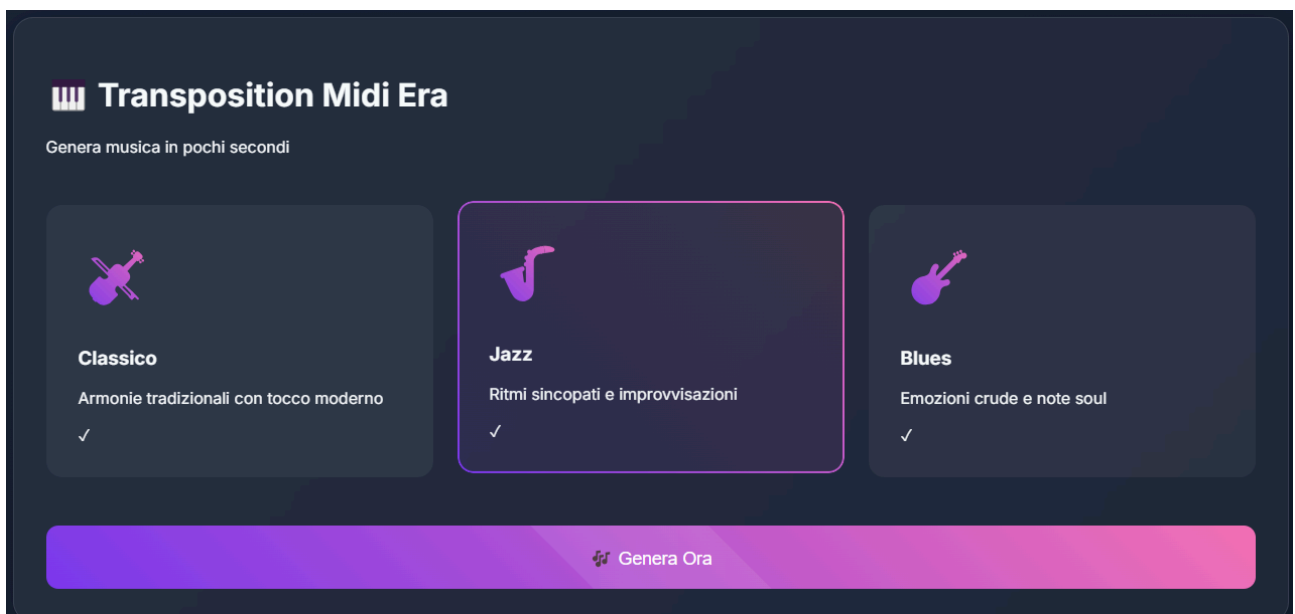 Transposition Midi Era
Genera musica in pochi secondi
Classico
Armonie tradizionali con tocco moderno
✓
Jazz
Ritmi sincopati e improvvisazioni
✓
Blues
Emozioni crude e note soul
✓
Genera Ora